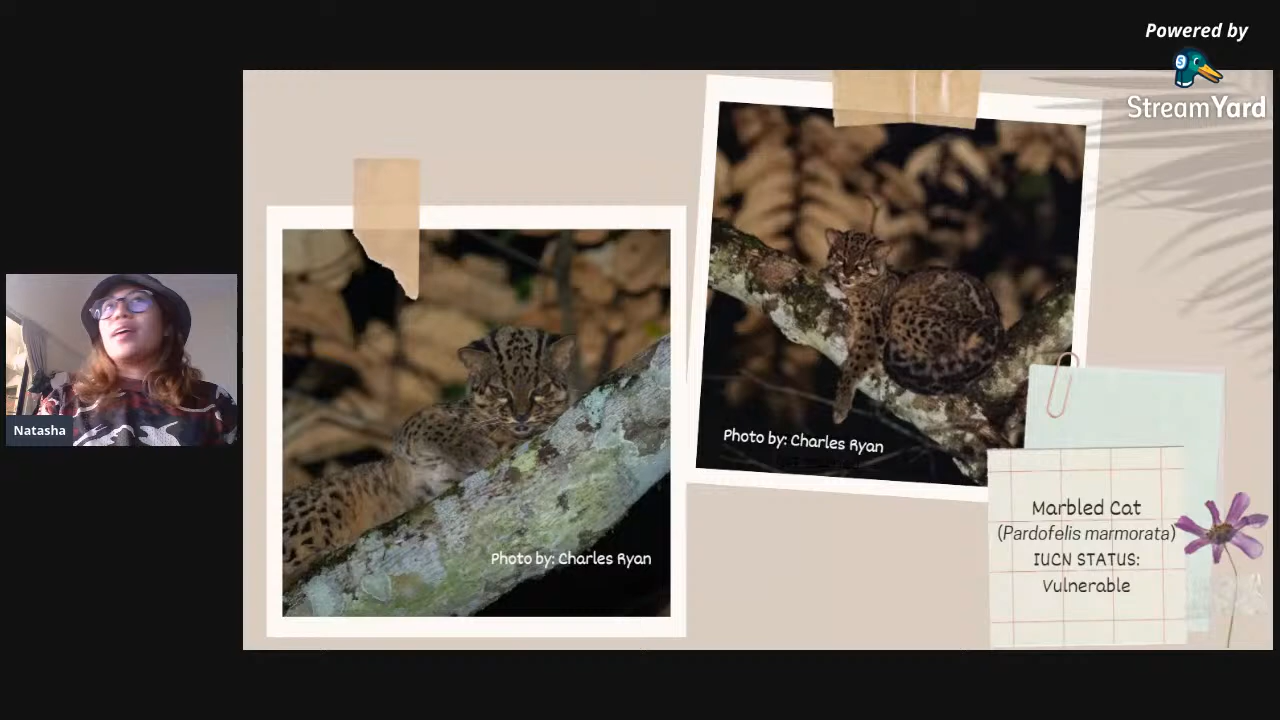 Powered by
StreamYard
Natasha
Photo by: Charles Ryan
Photo by: Charles Ryan
Marbled Cat
(Pardofelis marmorata)
IUCN STATUS:
Vulnerable